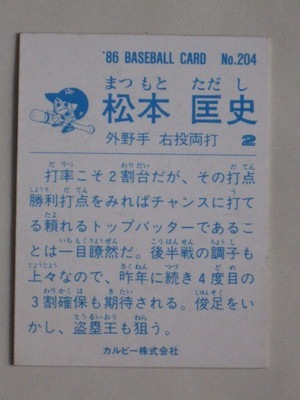 '86 BASEBALL CARD No.204
まつもと ただし
松本 匡史
外野手 右投両打 2
打率こそ2割台だが、その打点
勝利打点をみればチャンスに打て
る頼れるトップバッターであるこ
とは一目瞭然だ。後半戦の調子も
上々なので、昨年に続き4度目の
3割確保も期待される。俊足をい
かし、盗塁王も狙う。
カルビー株式会社